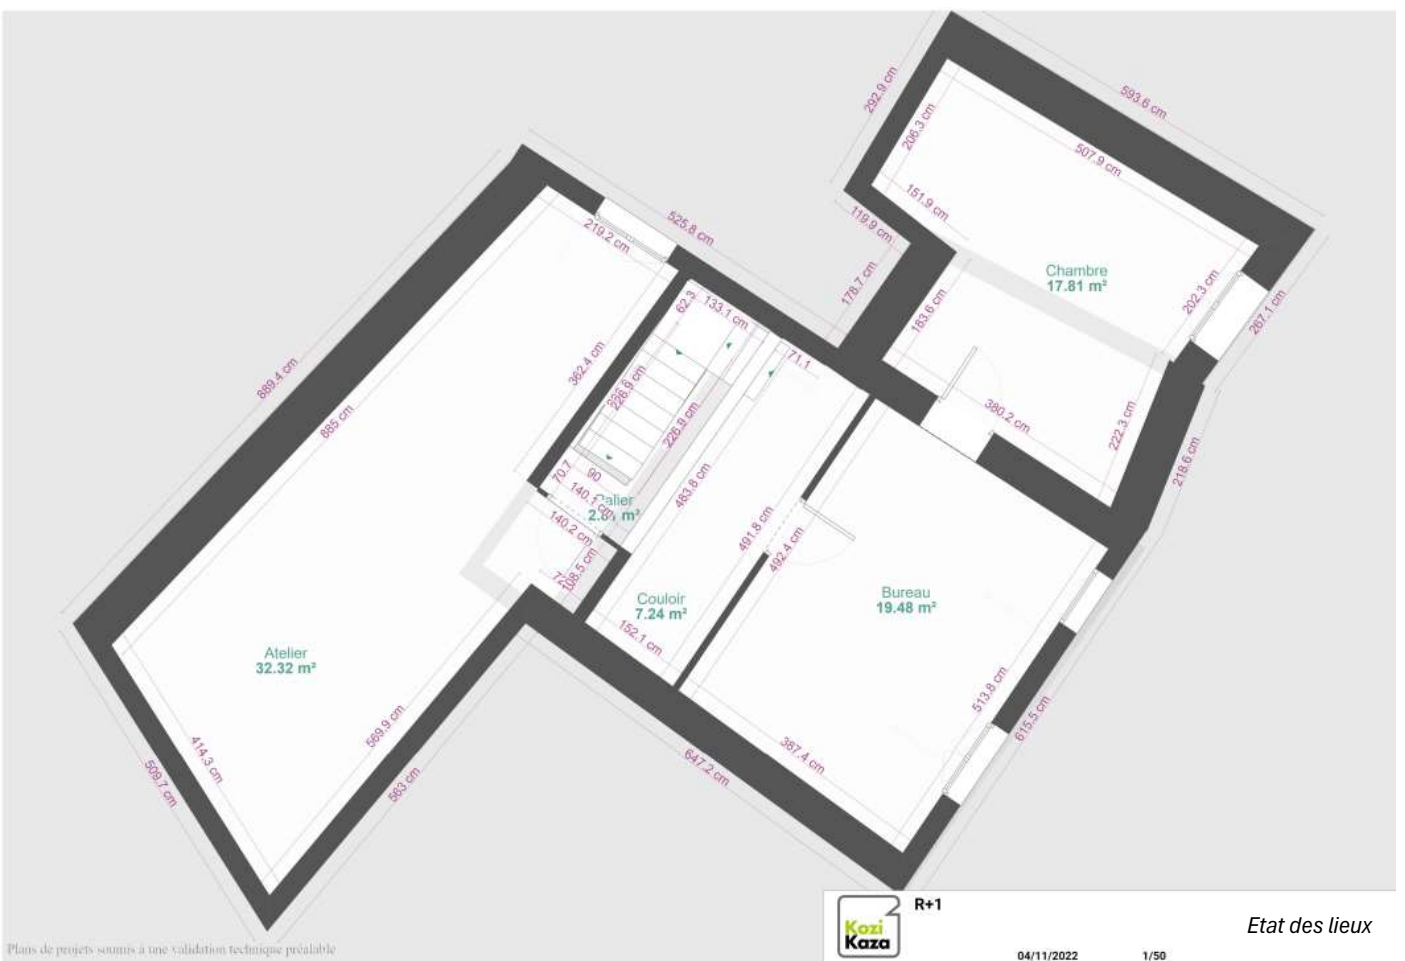 593.6 cm
292.9 cm
206.3 cm
507.9 cm
151.9 cm
119.9 cm
525.8 cm
219.2 cm
178.7 cm
Chambre
17.81 m²
202.3 cm
267.1 cm
183.6 cm
62.3
133.1 cm
71.1
362.4 cm
889.4 cm
885 cm
226.9 cm
226.9 cm
380.2 cm
222.3 cm
218.6 cm
70.7
90
483.8 cm
140.1 cm
Palier
140.2 cm
491.8 cm
492.4 cm
108.5 cm
Couloir
7.24 m²
Bureau
19.48 m²
152.1 cm
Atelier
32.32 m²
513.8 cm
615.5 cm
569.9 cm
414.3 cm
387.4 cm
647.2 cm
509.7 cm
563 cm
R+1
Kozi
Kaza
Etat des lieux
Plans de projets soumis à une validation technique préalable
04/11/2022
1/50